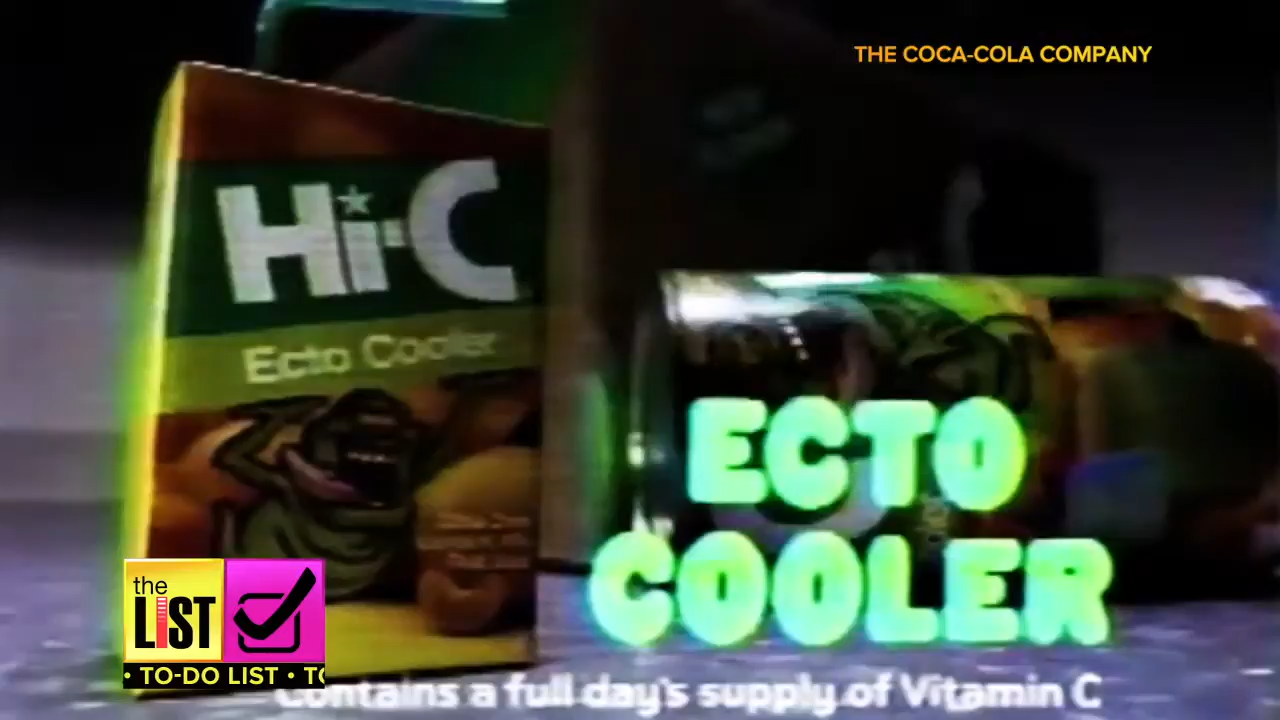 THE COCA-COLA COMPANY
Hi-C
Ecto Cooler
ECTO
COOLER
the
LIST
• TO-DO LIST • TO
Contains a full day's supply of Vitamin C